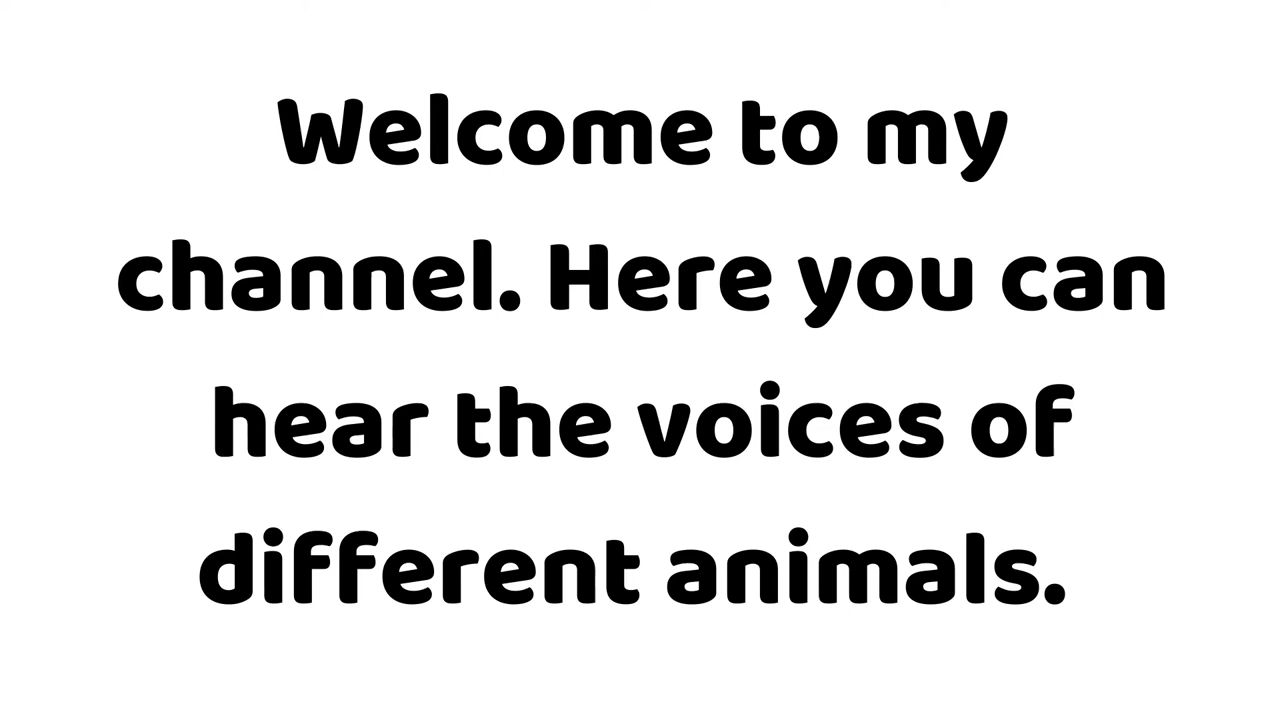 Welcome to my
channel. Here you can
hear the voices of
different animals.